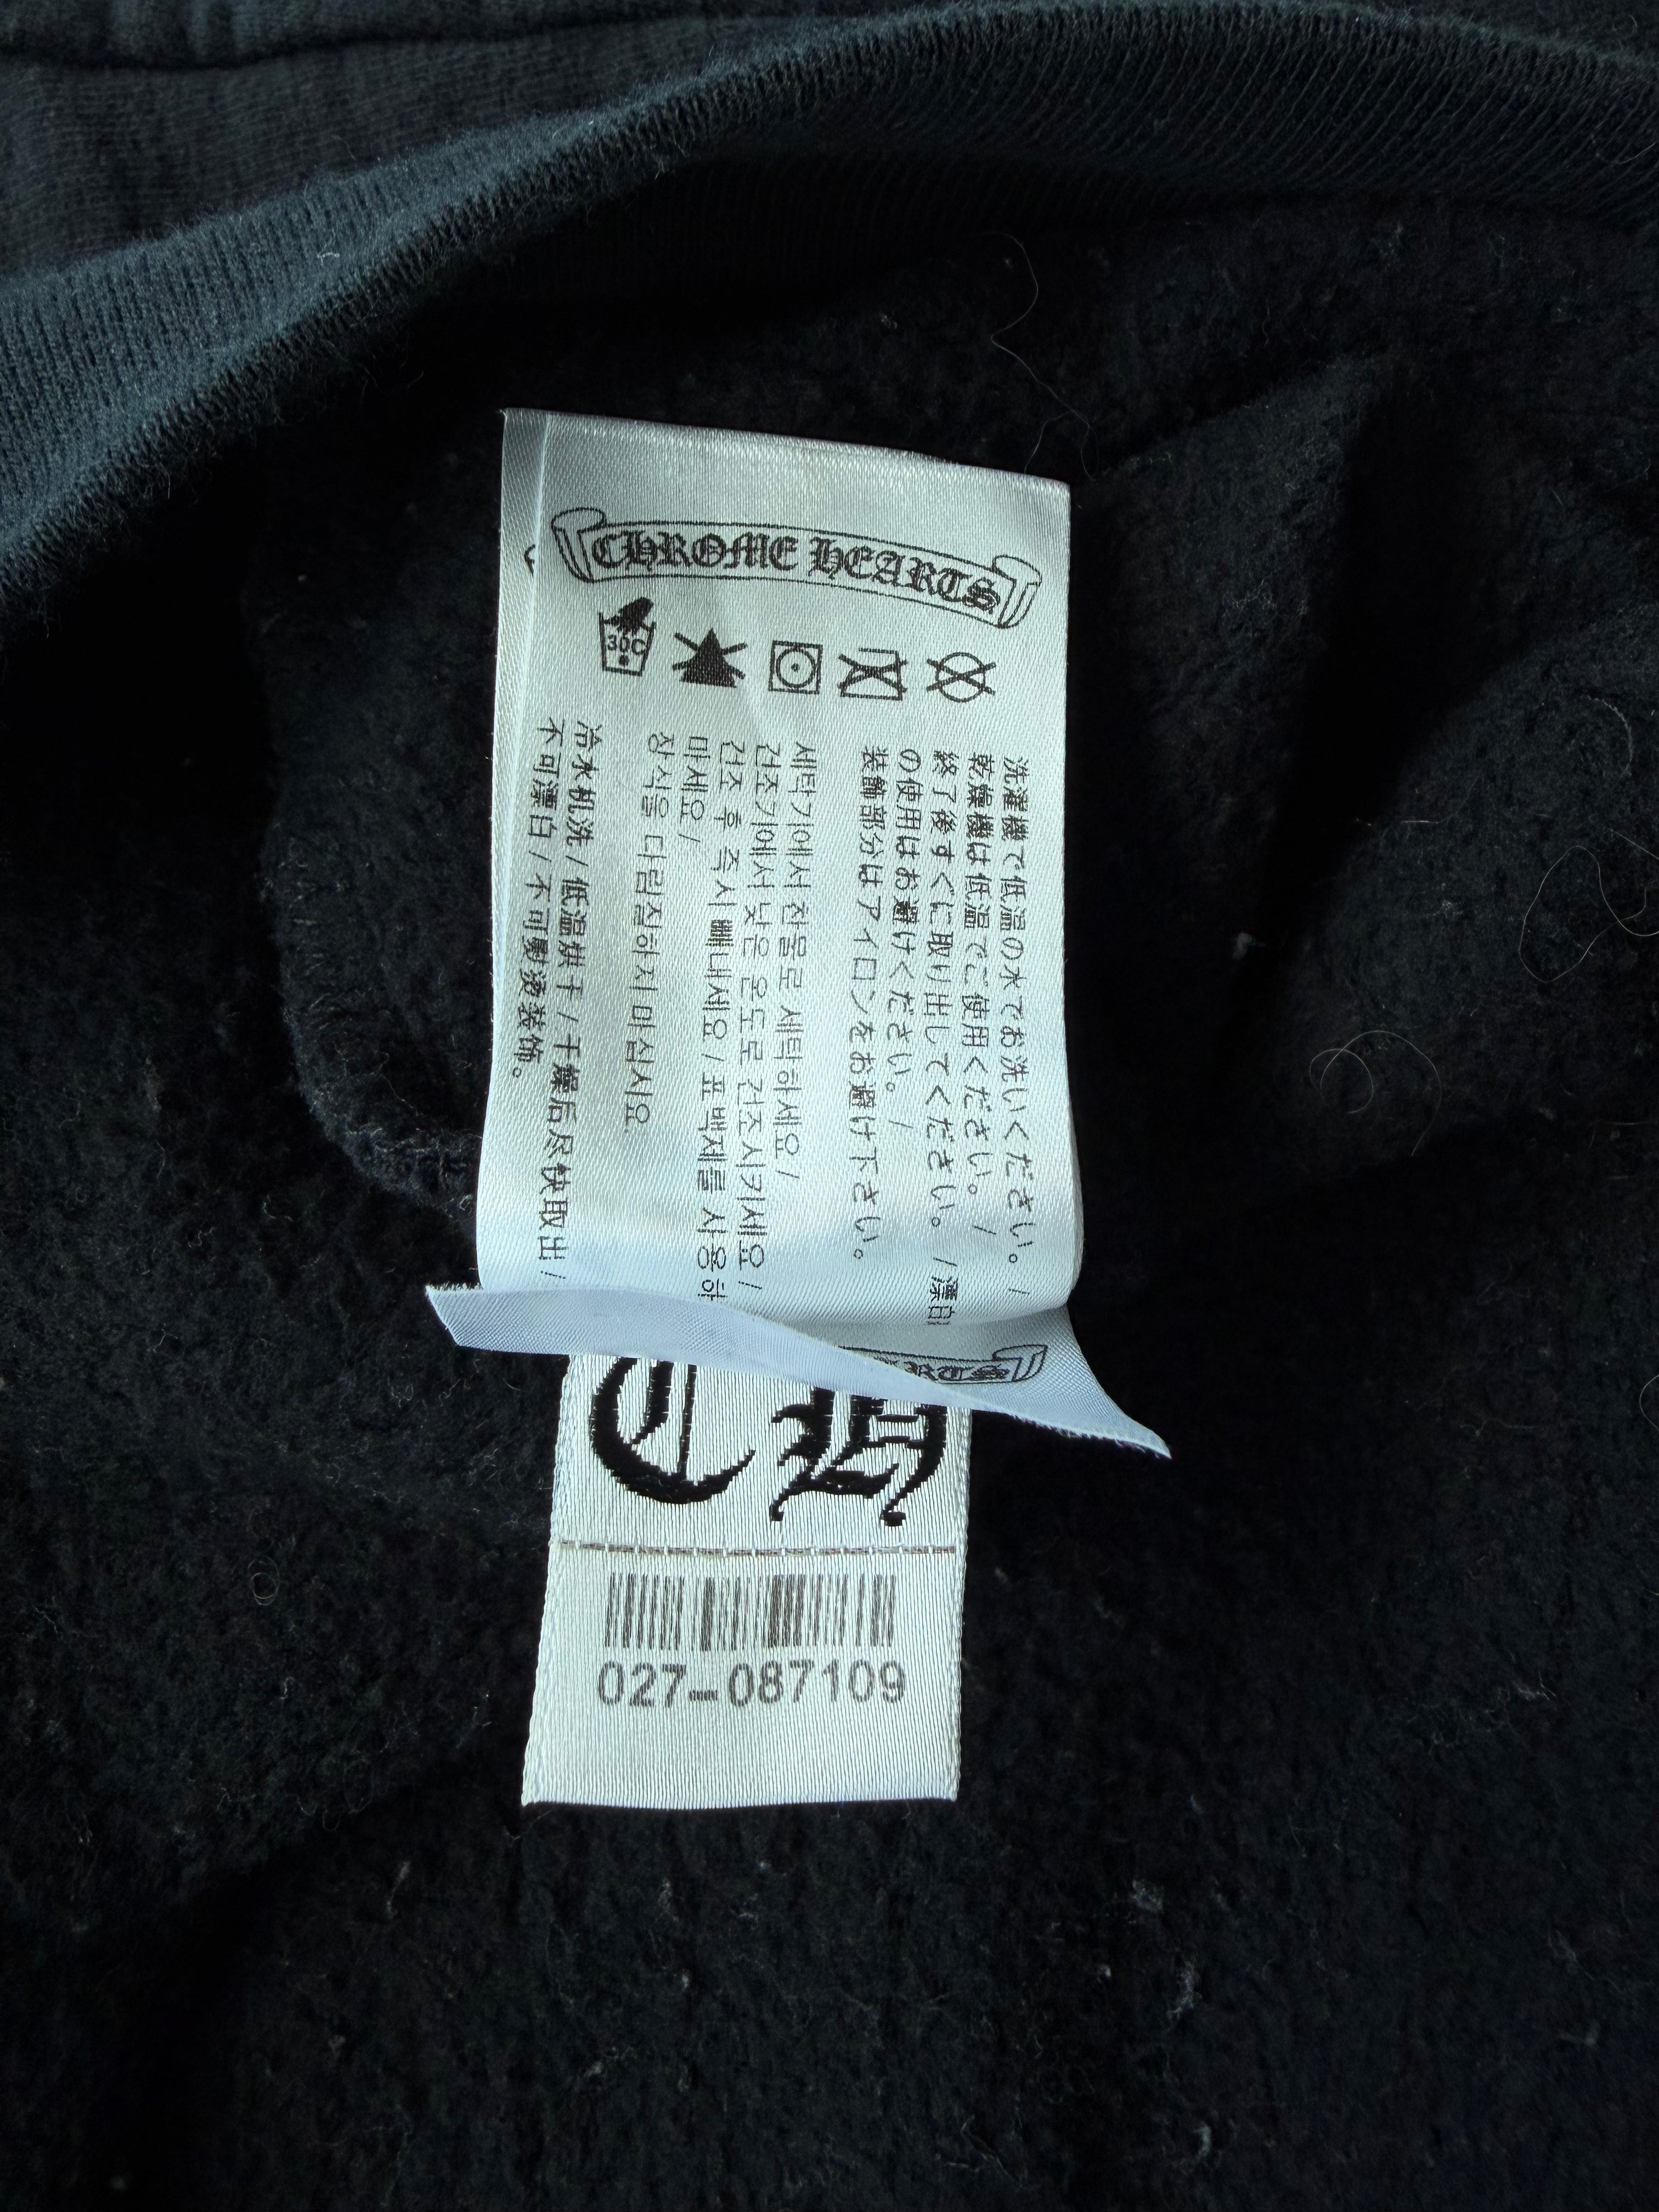 CHROME HEARTS
30C
洗濯機で低温の水でお洗いください。 /
乾燥機は低温でご使用ください。 /
終了後すぐに取り出してください。 / 漂白剤
の使用はお避けください。 /
装飾部分はアイロンをお避け下さい。
세탁기에서 찬물로 세탁하세요 /
건조기에서 낮은 온도로 건조시키세요 /
건조 후 즉시 빼내세요 / 표백제를 사용하
마세요 /
장식을 다림질하지 마십시오.
冷水机洗 / 低温烘干 / 干燥后尽快取出 /
不可漂白 / 不可熨烫装饰。
CH
027-087109